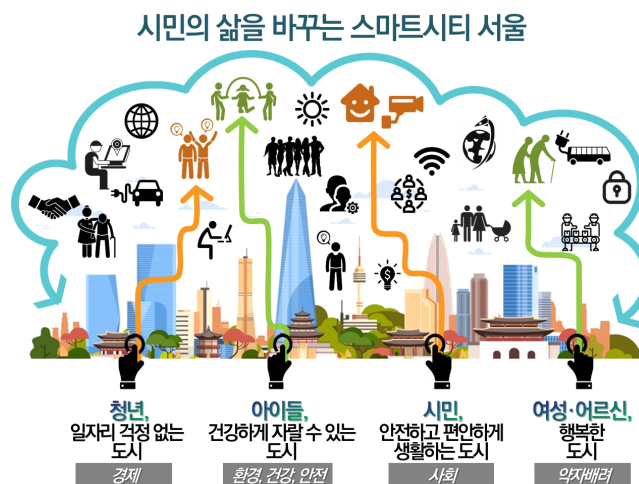 시민의 삶을 바꾸는 스마트시티 서울
청년,
일자리 걱정 없는
도시
경제
아이들,
건강하게 자랄 수 있는
도시
환경, 건강, 안전
시민,
안전하고 편안하게
생활하는 도시
사회
여성·어르신,
행복한
도시
약자배려